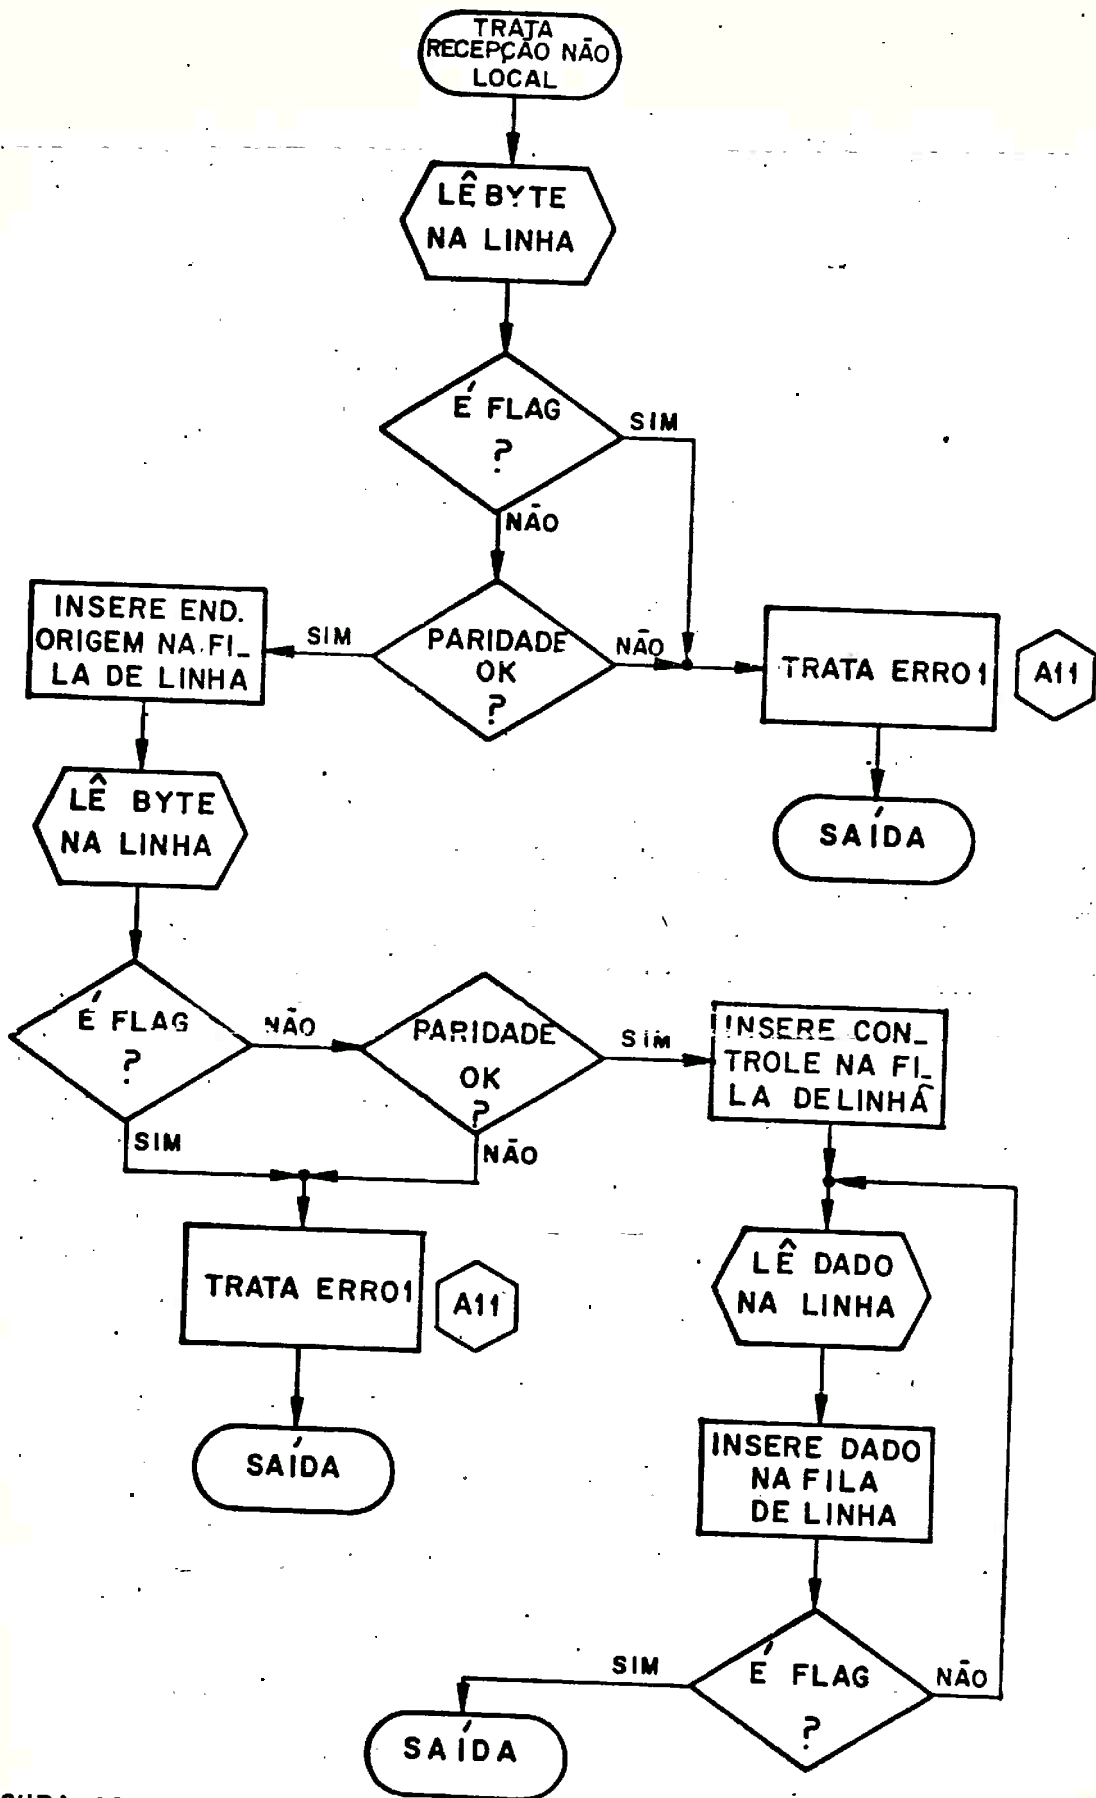 TRATA
RECEPÇÃO NÃO
LOCAL
LÊ BYTE
NA LINHA
É FLAG
?
SIM
NÃO
INSERE END.
ORIGEM NA FI_
LA DE LINHA
SIM
PARIDADE
OK
?
NÃO
TRATA ERRO1
A11
SAÍDA
LÊ BYTE
NA LINHA
É FLAG
?
NÃO
SIM
PARIDADE
OK
?
SIM
NÃO
INSERE CON_
TROLE NA FI_
LA DE LINHA
TRATA ERRO1
A11
SAÍDA
LÊ DADO
NA LINHA
INSERE DADO
NA FILA
DE LINHA
É FLAG
?
SIM
NÃO
SAÍDA